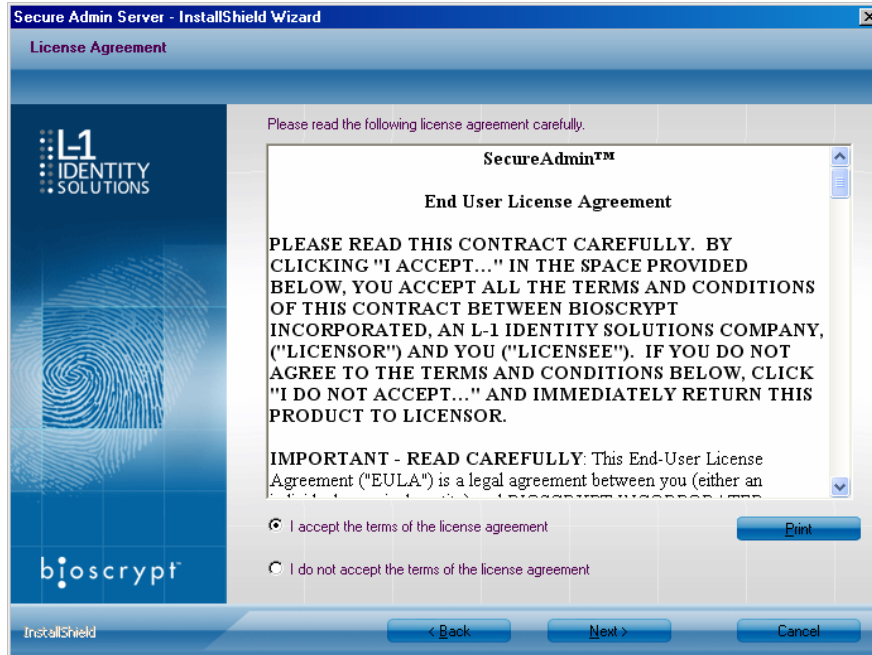 Secure Admin Server - InstallShield Wizard
License Agreement
L-1
IDENTITY
SOLUTIONS
Please read the following license agreement carefully.
SecureAdmin™
End User License Agreement
PLEASE READ THIS CONTRACT CAREFULLY. BY
CLICKING "I ACCEPT..." IN THE SPACE PROVIDED
BELOW, YOU ACCEPT ALL THE TERMS AND CONDITIONS
OF THIS CONTRACT BETWEEN BIOSCRYPT
INCORPORATED, AN L-1 IDENTITY SOLUTIONS COMPANY,
("LICENSOR") AND YOU ("LICENSEE"). IF YOU DO NOT
AGREE TO THE TERMS AND CONDITIONS BELOW, CLICK
"I DO NOT ACCEPT..." AND IMMEDIATELY RETURN THIS
PRODUCT TO LICENSOR.
IMPORTANT - READ CAREFULLY: This End-User License
Agreement ("EULA") is a legal agreement between you (either an
I accept the terms of the license agreement
Print
I do not accept the terms of the license agreement
bioscrypt
InstallShield
< Back
Next >
Cancel